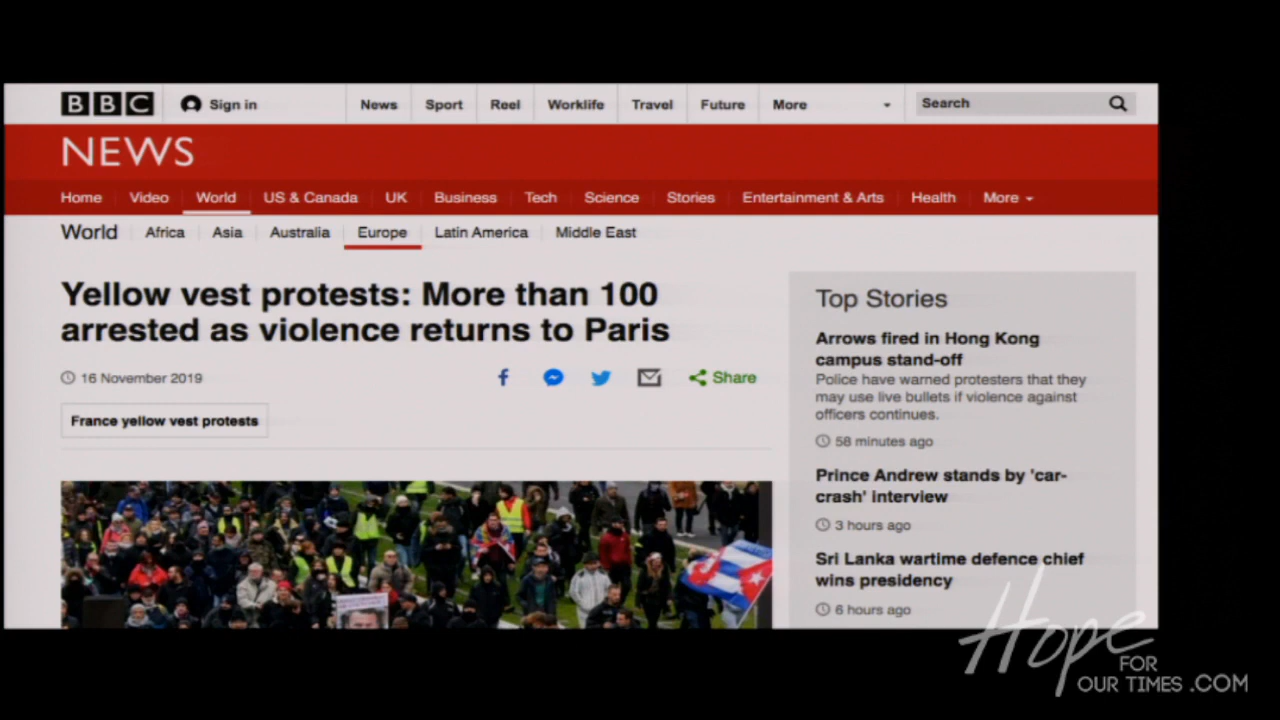 BBC
Sign in
News
Sport
Reel
Worklife
Travel
Future
More
Search
NEWS
Home
Video
World
US & Canada
UK
Business
Tech
Science
Stories
Entertainment & Arts
Health
More
World
Africa
Asia
Australia
Europe
Latin America
Middle East
Yellow vest protests: More than 100
arrested as violence returns to Paris
16 November 2019
Share
France yellow vest protests
Top Stories
Arrows fired in Hong Kong
campus stand-off
Police have warned protesters that they
may use live bullets if violence against
officers continues.
58 minutes ago
Prince Andrew stands by 'car-
crash' interview
3 hours ago
Sri Lanka wartime defence chief
wins presidency
6 hours ago
Hope
FOR
OUR TIMES .COM